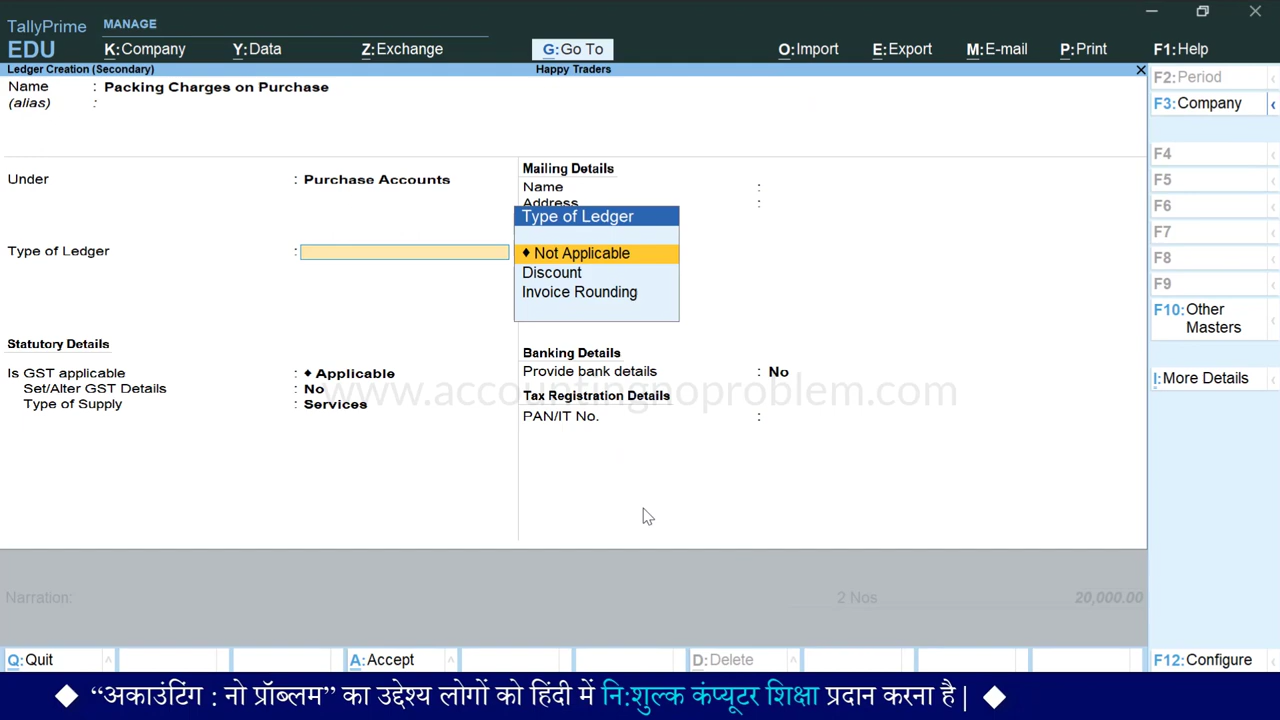 TallyPrime MANAGE
EDU K:Company Y:Data Z:Exchange G:Go To O:Import E:Export M:E-mail P:Print F1:Help
Ledger Creation (Secondary) Happy Traders
Name : Packing Charges on Purchase
(alias) :
Under : Purchase Accounts
Type of Ledger :
Statutory Details
Is GST applicable : ♦ Applicable
Set/Alter GST Details : No
Type of Supply : Services
Mailing Details
Name :
Address :
Type of Ledger
♦ Not Applicable
Discount
Invoice Rounding
Banking Details
Provide bank details : No
Tax Registration Details
PAN/IT No. :
www.accountingnoproblem.com
Narration: 2 Nos 20,000.00
F2:Period
F3:Company
F4
F5
F6
F7
F8
F9
F10:Other
Masters
I:More Details
Q:Quit A:Accept D:Delete F12:Configure
◆ “अकाउंटिंग : नो प्रॉब्लम” का उद्देश्य लोगों को हिंदी में नि:शुल्क कंप्यूटर शिक्षा प्रदान करना है| ◆